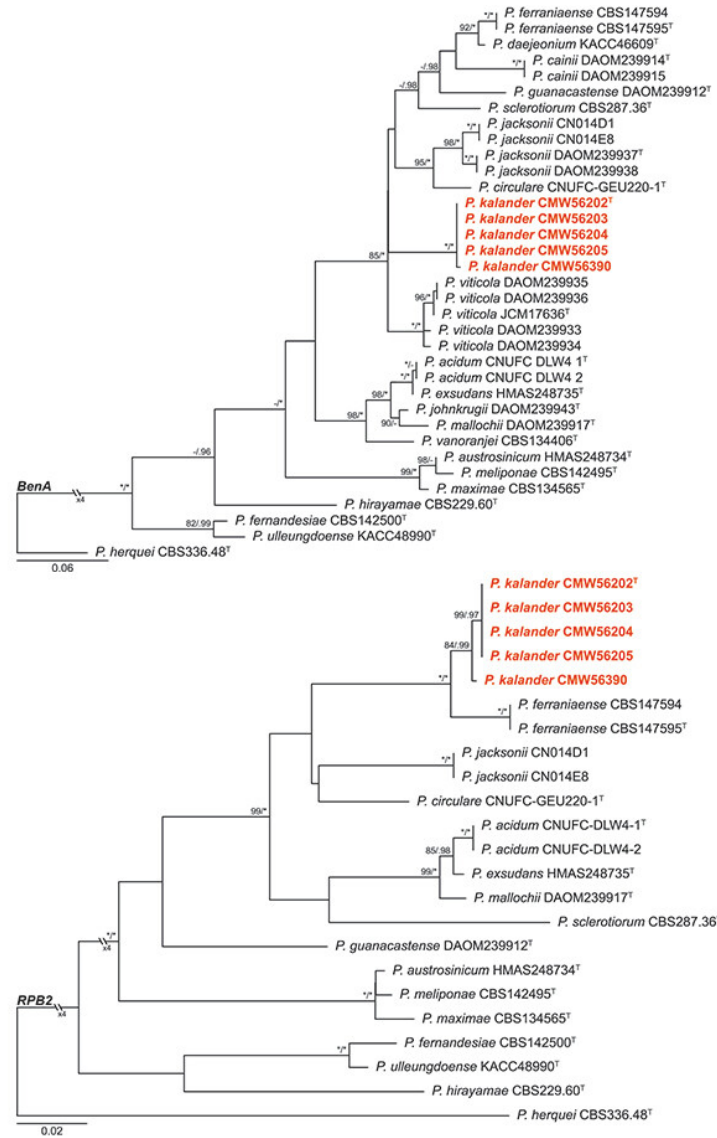 P. ferraniaense CBS147594
*/*
P. ferraniaense CBS147595T
92/*
P. daejeonium KACC46609T
-/.98
P. cainii DAOM239914T
*/*
P. cainii DAOM239915
-/.98
P. guanacastense DAOM239912T
P. sclerotiorum CBS287.36T
P. jacksonii CN014D1
*/*
P. jacksonii CN014E8
98/*
P. jacksonii DAOM239937T
*/*
P. jacksonii DAOM239938
95/*
P. circulare CNUFC-GEU220-1T
P. kalander CMW56202T
P. kalander CMW56203
P. kalander CMW56204
P. kalander CMW56205
*/*
85/*
P. kalander CMW56390
P. viticola DAOM239935
96/*
P. viticola DAOM239936
P. viticola JCM17636T
*/*
P. viticola DAOM239933
P. viticola DAOM239934
P. acidum CNUFC DLW4 1T
*/-
*/*
P. acidum CNUFC DLW4 2
98/*
P. exsudans HMAS248735T
-/*
P. johnkrugii DAOM239943T
98/*
90/-
P. mallochii DAOM239917T
P. vanoranjei CBS134406T
-/.96
98/-
P. austrosinicum HMAS248734T
99/*
P. meliponae CBS142495T
BenA
*/*
P. maximae CBS134565T
x4
P. hirayamae CBS229.60T
82/.99
P. fernandesiae CBS142500T
P. ulleungdoense KACC48990T
P. herquei CBS336.48T
0.06
P. kalander CMW56202T
P. kalander CMW56203
99/.97
P. kalander CMW56204
84/.99
P. kalander CMW56205
*/*
P. kalander CMW56390
P. ferraniaense CBS147594
*/*
P. ferraniaense CBS147595T
P. jacksonii CN014D1
*/*
P. jacksonii CN014E8
P. circulare CNUFC-GEU220-1T
99/*
P. acidum CNUFC-DLW4-1T
*/*
P. acidum CNUFC-DLW4-2
85/.98
P. exsudans HMAS248735T
99/*
P. mallochii DAOM239917T
P. sclerotiorum CBS287.36T
*/*
x4
P. guanacastense DAOM239912T
P. austrosinicum HMAS248734T
P. meliponae CBS142495T
*/*
RPB2
x4
P. maximae CBS134565T
P. fernandesiae CBS142500T
*/*
P. ulleungdoense KACC48990T
P. hirayamae CBS229.60T
P. herquei CBS336.48T
0.02